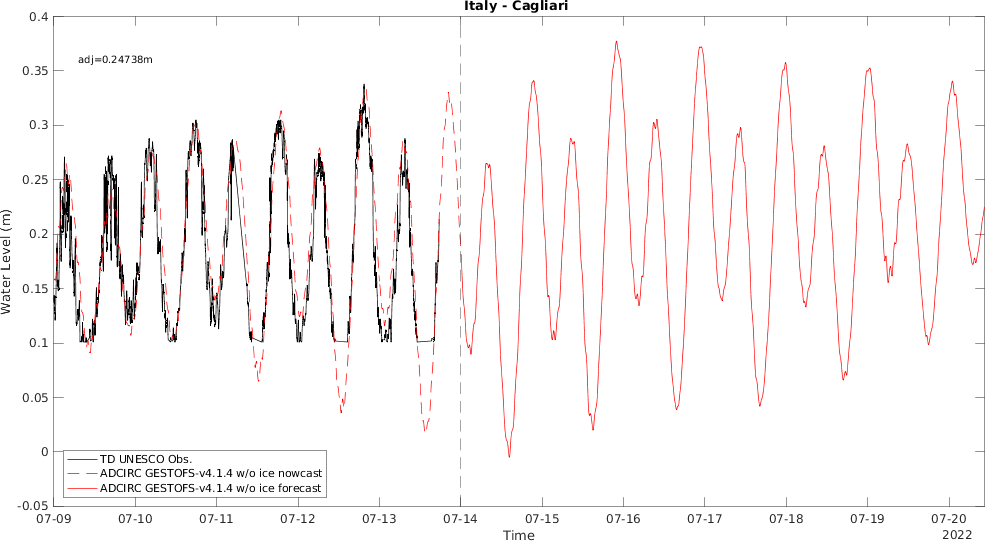 Italy - Cagliari
0.4
0.35
0.3
0.25
0.2
0.15
0.1
0.05
0
-0.05
Water Level (m)
adj=0.24738m
TD UNESCO Obs.
ADCIRC GESTOFS-v4.1.4 w/o ice nowcast
ADCIRC GESTOFS-v4.1.4 w/o ice forecast
07-09 07-10 07-11 07-12 07-13 07-14 07-15 07-16 07-17 07-18 07-19 07-20
Time
2022